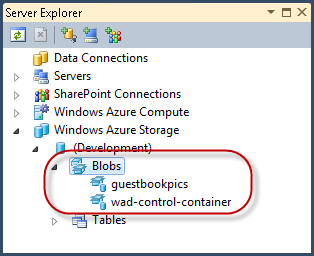 Server Explorer
Data Connections
Servers
SharePoint Connections
Windows Azure Compute
Windows Azure Storage
(Development)
Blobs
guestbookpics
wad-control-container
Tables